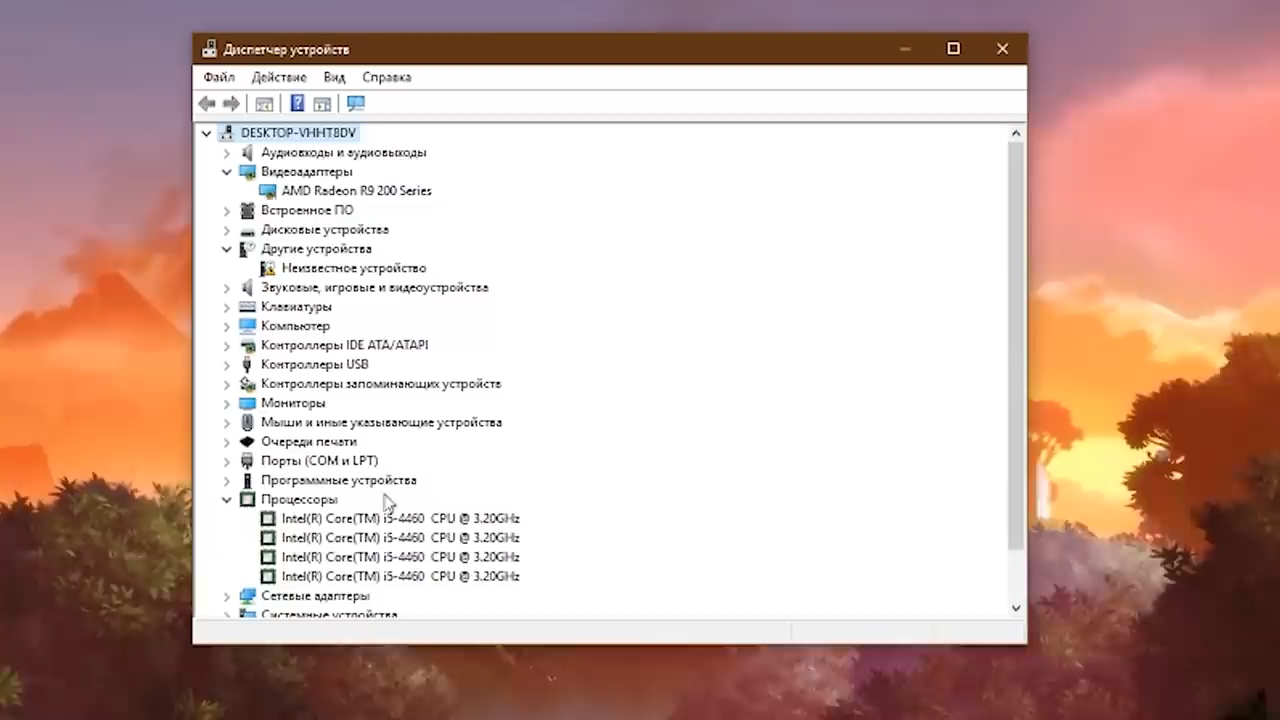 Диспетчер устройств
Файл Действие Вид Справка
DESKTOP-VHHT8DV
Аудиовходы и аудиовыходы
Видеоадаптеры
AMD Radeon R9 200 Series
Встроенное ПО
Дисковые устройства
Другие устройства
Неизвестное устройство
Звуковые, игровые и видеоустройства
Клавиатуры
Компьютер
Контроллеры IDE ATA/ATAPI
Контроллеры USB
Контроллеры запоминающих устройств
Мониторы
Мыши и иные указывающие устройства
Очереди печати
Порты (COM и LPT)
Программные устройства
Процессоры
Intel(R) Core(TM) i5-4460 CPU @ 3.20GHz
Intel(R) Core(TM) i5-4460 CPU @ 3.20GHz
Intel(R) Core(TM) i5-4460 CPU @ 3.20GHz
Intel(R) Core(TM) i5-4460 CPU @ 3.20GHz
Сетевые адаптеры
Системные устройства